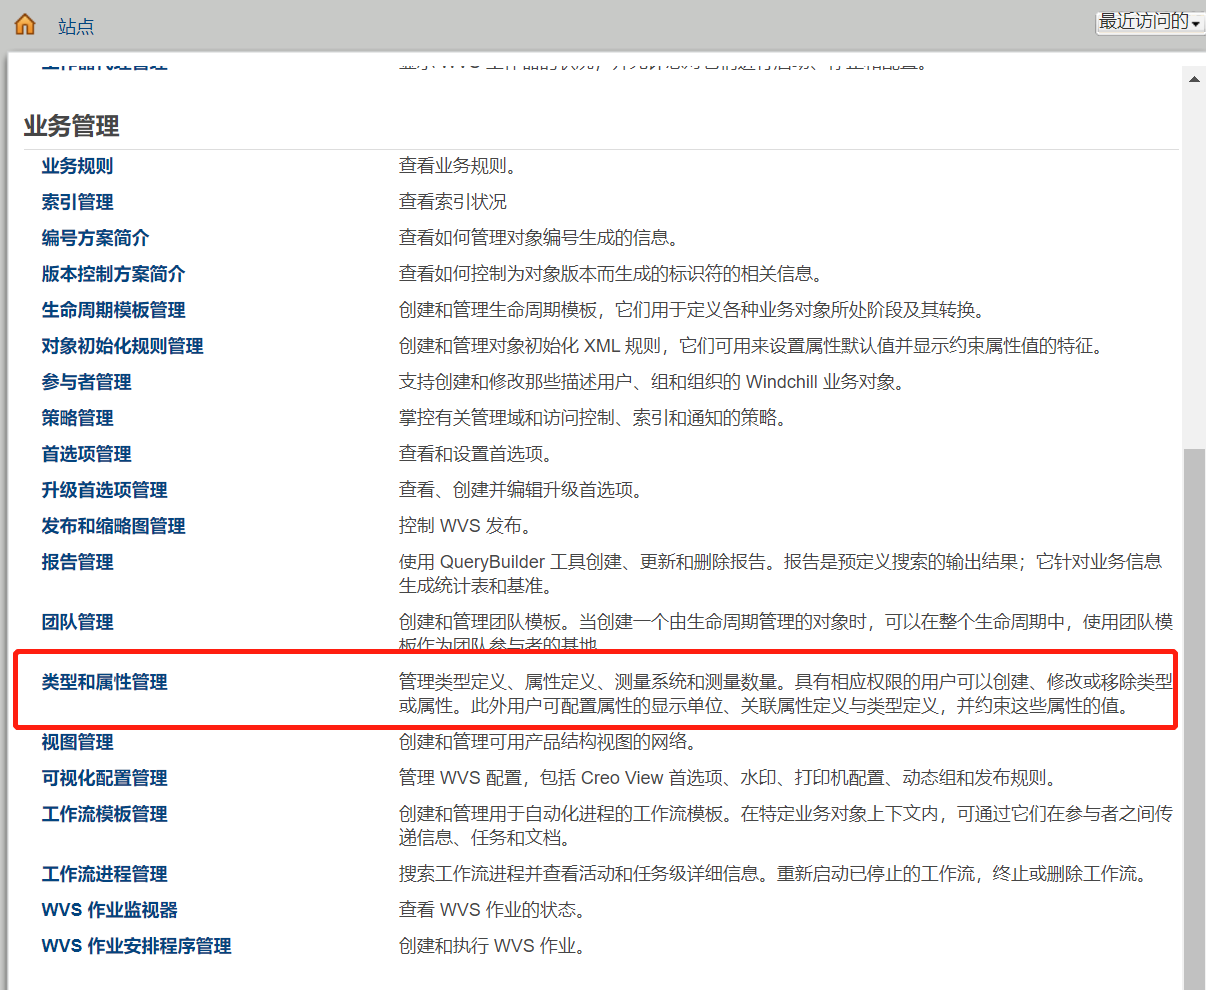 站点
最近访问的
业务管理
业务规则
查看业务规则。
索引管理
查看索引状况
编号方案简介
查看如何管理对象编号生成的信息。
版本控制方案简介
查看如何控制为对象版本而生成的标识符的相关信息。
生命周期模板管理
创建和管理生命周期模板，它们用于定义各种业务对象所处阶段及其转换。
对象初始化规则管理
创建和管理对象初始化 XML 规则，它们可用来设置属性默认值并显示约束属性值的特征。
参与者管理
支持创建和修改那些描述用户、组和组织的 Windchill 业务对象。
策略管理
掌控有关管理域和访问控制、索引和通知的策略。
首选项管理
查看和设置首选项。
升级首选项管理
查看、创建并编辑升级首选项。
发布和缩略图管理
控制 WVS 发布。
报告管理
使用 QueryBuilder 工具创建、更新和删除报告。报告是预定义搜索的输出结果；它针对业务信息
生成统计表和基准。
团队管理
创建和管理团队模板。当创建一个由生命周期管理的对象时，可以在整个生命周期中，使用团队模
板作为团队参与者的基地
类型和属性管理
管理类型定义、属性定义、测量系统和测量数量。具有相应权限的用户可以创建、修改或移除类型
或属性。此外用户可配置属性的显示单位、关联属性定义与类型定义，并约束这些属性的值。
视图管理
创建和管理可用产品结构视图的网络。
可视化配置管理
管理 WVS 配置，包括 Creo View 首选项、水印、打印机配置、动态组和发布规则。
工作流模板管理
创建和管理用于自动化进程的工作流模板。在特定业务对象上下文内，可通过它们在参与者之间传
递信息、任务和文档。
工作流进程管理
搜索工作流进程并查看活动和任务级详细信息。重新启动已停止的工作流，终止或删除工作流。
WVS 作业监视器
查看 WVS 作业的状态。
WVS 作业安排程序管理
创建和执行 WVS 作业。